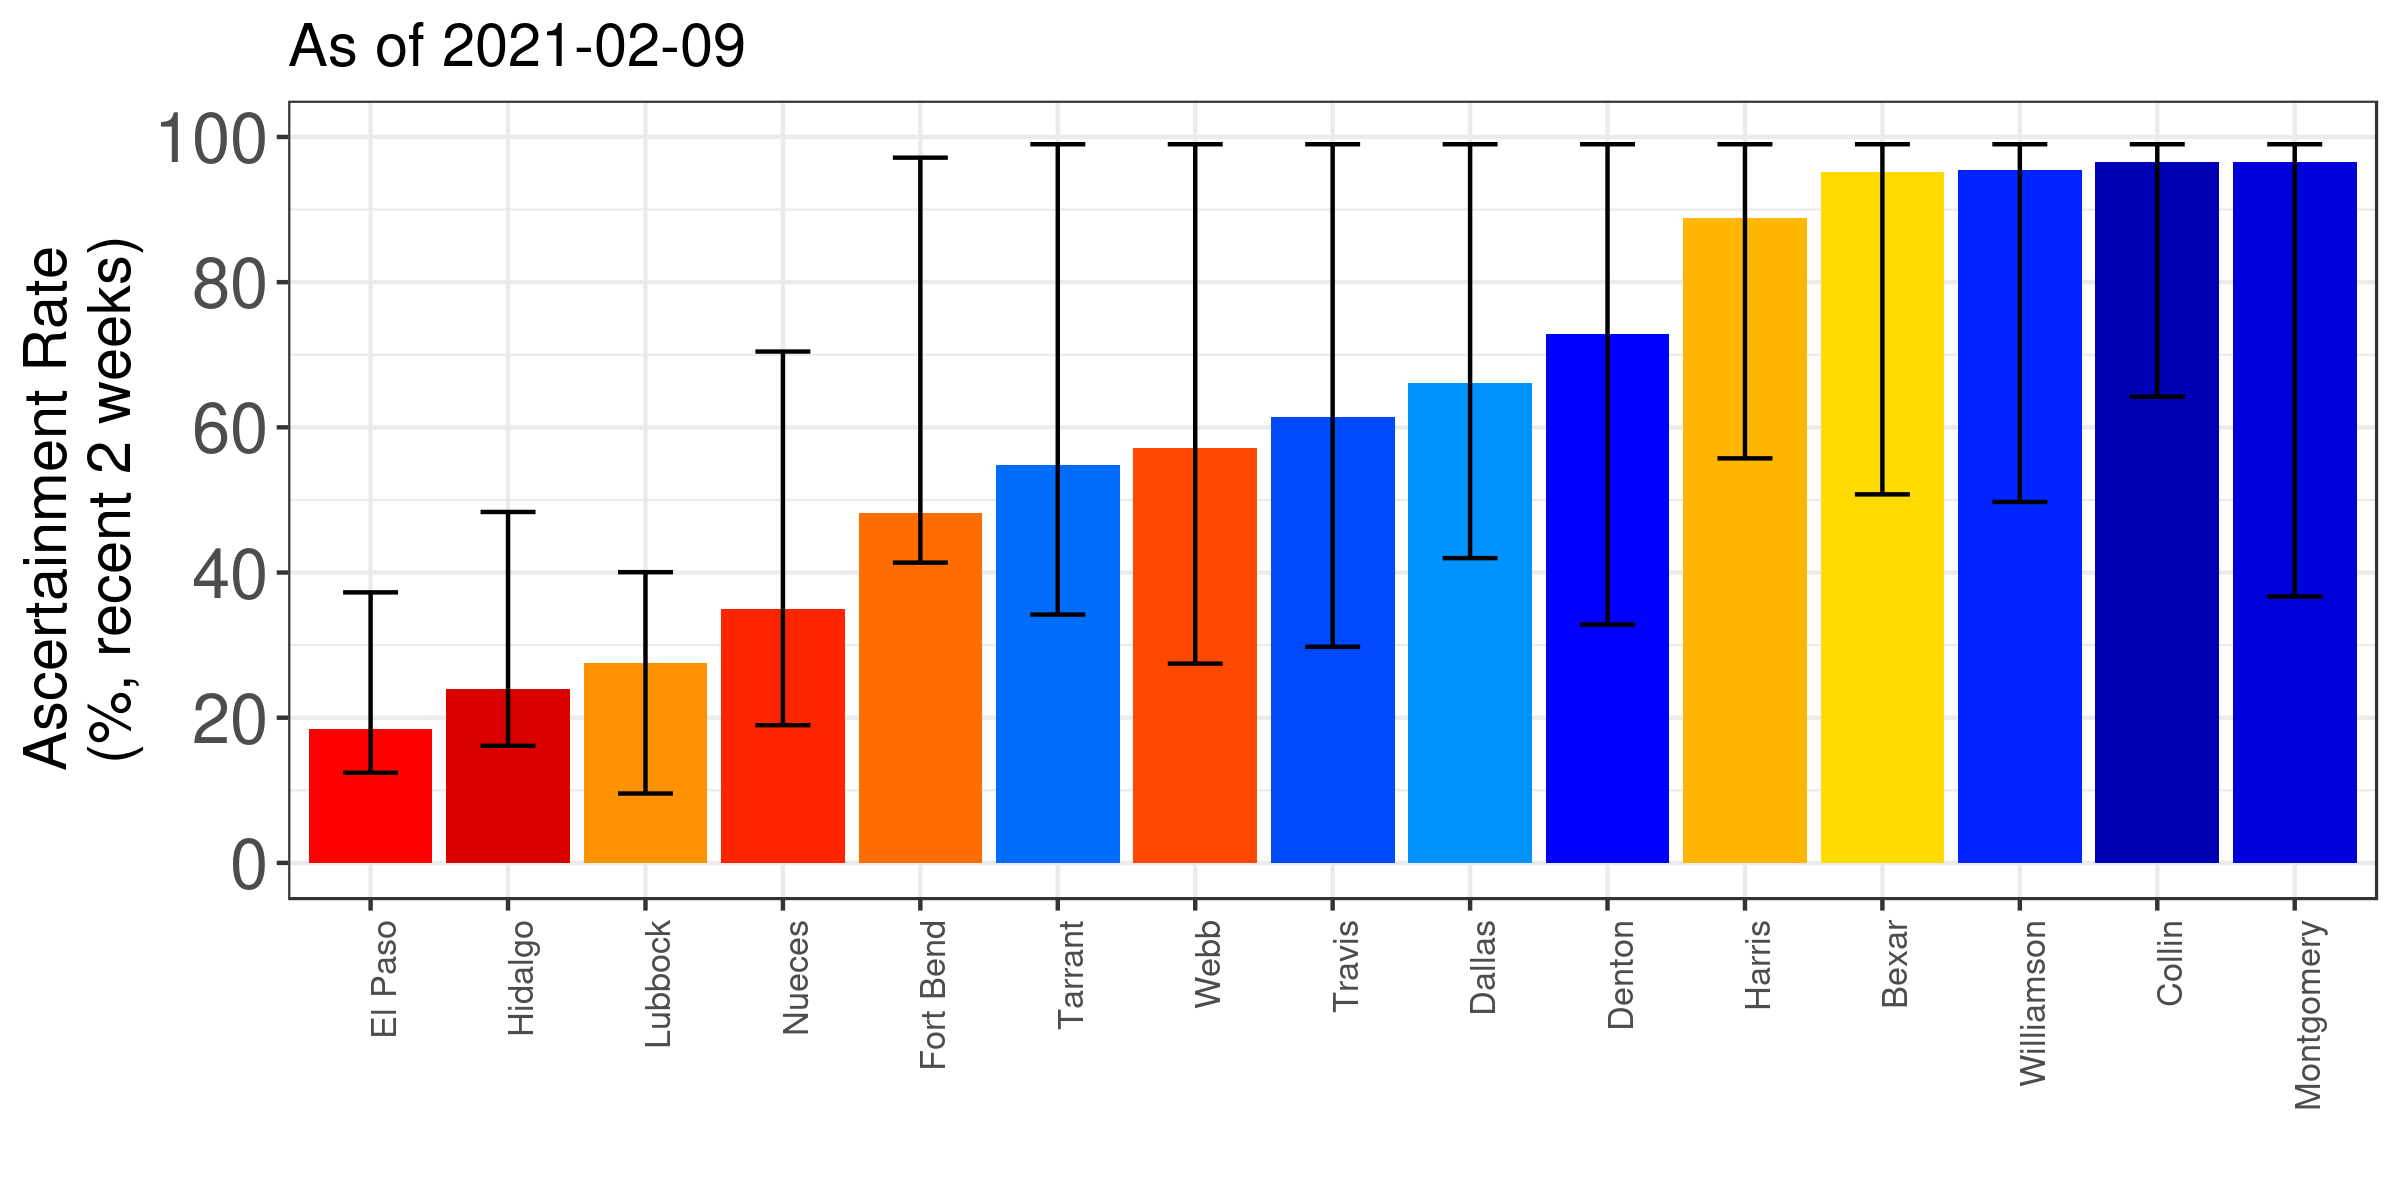 As of 2021-02-09
Ascertainment Rate
(%, recent 2 weeks)
100
80
60
40
20
0
El Paso
Hidalgo
Lubbock
Nueces
Fort Bend
Tarrant
Webb
Travis
Dallas
Denton
Harris
Bexar
Williamson
Collin
Montgomery